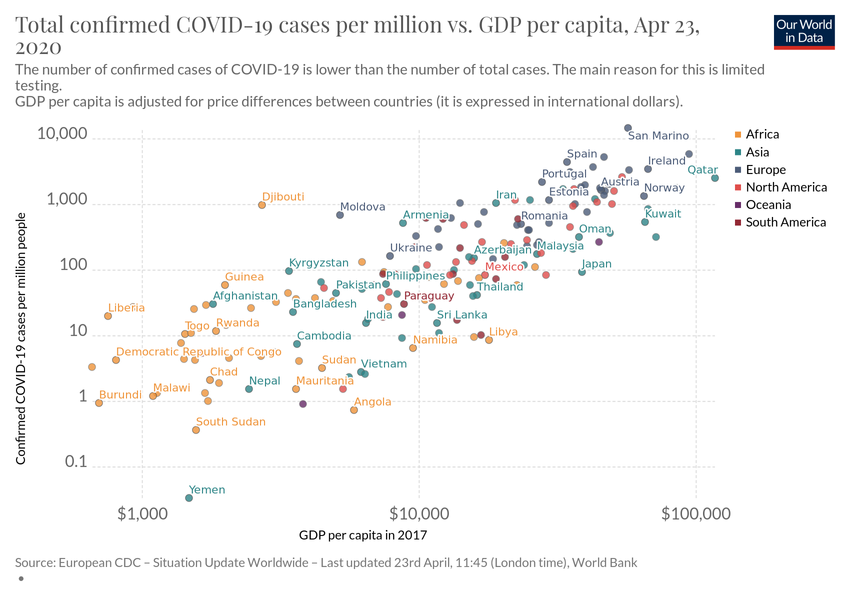 Total confirmed COVID-19 cases per million vs. GDP per capita, Apr 23,
2020
Our World
in Data
The number of confirmed cases of COVID-19 is lower than the number of total cases. The main reason for this is limited
testing.
GDP per capita is adjusted for price differences between countries (it is expressed in international dollars).
Confirmed COVID-19 cases per million people
10,000
1,000
100
10
1
0.1
San Marino
Spain
Ireland
Portugal
Qatar
Austria
Norway
Estonia
Djibouti
Iran
Moldova
Armenia
Romania
Kuwait
Oman
Ukraine
Azerbaijan
Malaysia
Kyrgyzstan
Mexico
Japan
Guinea
Pakistan
Philippines
Thailand
Afghanistan
Paraguay
Bangladesh
Liberia
India
Sri Lanka
Togo
Rwanda
Cambodia
Namibia
Libya
Democratic Republic of Congo
Sudan
Vietnam
Chad
Nepal
Mauritania
Burundi
Malawi
Angola
South Sudan
Yemen
Africa
Asia
Europe
North America
Oceania
South America
$1,000
$10,000
$100,000
GDP per capita in 2017
Source: European CDC – Situation Update Worldwide – Last updated 23rd April, 11:45 (London time), World Bank